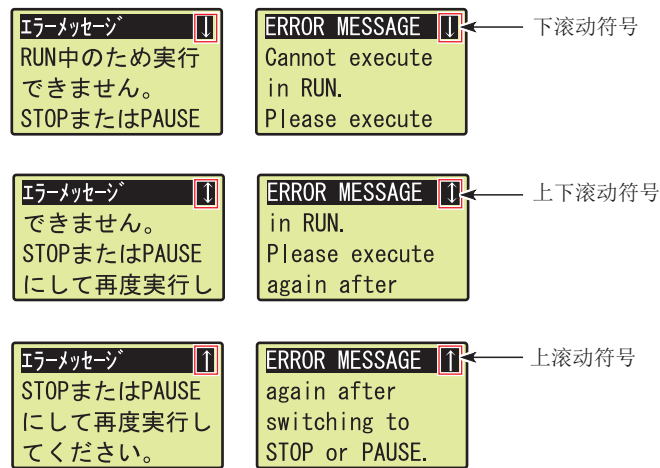 エラーメッセージ ↓
RUN中のため実行
できません。
STOPまたはPAUSE
ERROR MESSAGE ↓
Cannot execute
in RUN.
Please execute
下滚动符号
エラーメッセージ ↕
できません。
STOPまたはPAUSE
にして再度実行し
ERROR MESSAGE ↕
in RUN.
Please execute
again after
上下滚动符号
エラーメッセージ ↑
STOPまたはPAUSE
にして再度実行し
てください。
ERROR MESSAGE ↑
again after
switching to
STOP or PAUSE.
上滚动符号